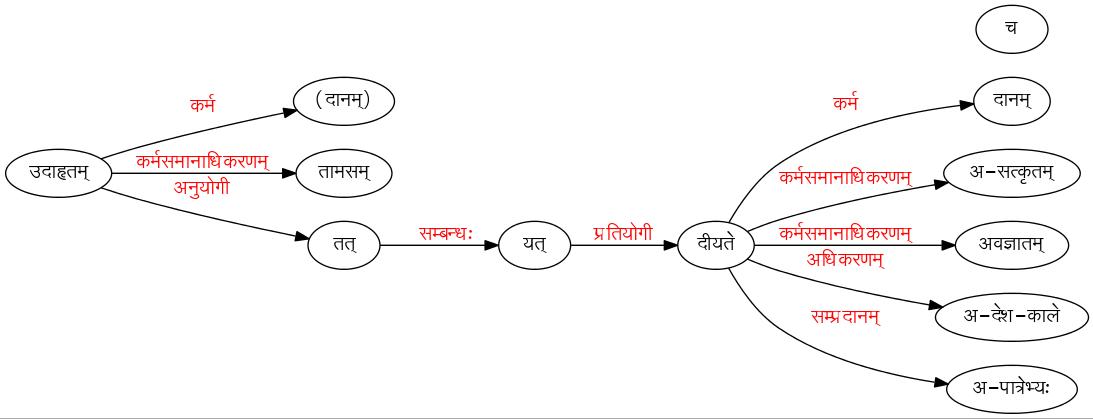 च
कर्म
(दानम्)
कर्म
दानम्
उदाहृतम्
कर्मसमानाधिकरणम्
तामसम्
कर्मसमानाधिकरणम्
अ-सत्कृतम्
अनुयोगी
तत्
सम्बन्धः
यत्
प्रतियोगी
दीयते
कर्मसमानाधिकरणम्
अवज्ञातम्
अधिकरणम्
अ-देश-काले
सम्प्रदानम्
अ-पात्रेभ्यः